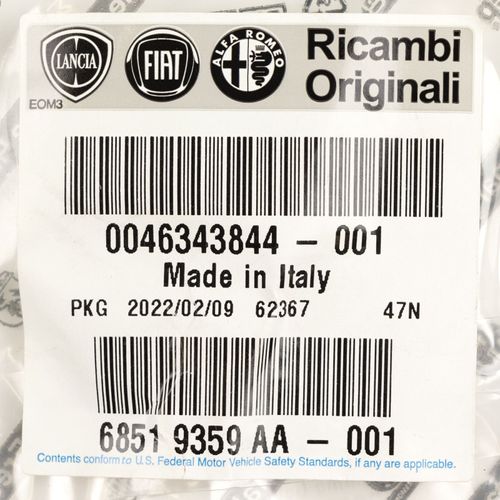 LANCIA FIAT ALFA ROMEO Ricambi
Originali
EOM3
0046343844 - 001
Made in Italy
PKG 2022/02/09 62367 47N
6851 9359 AA - 001
Contents conform to U.S. Federal Motor Vehicle Safety Standards, if any are applicable.